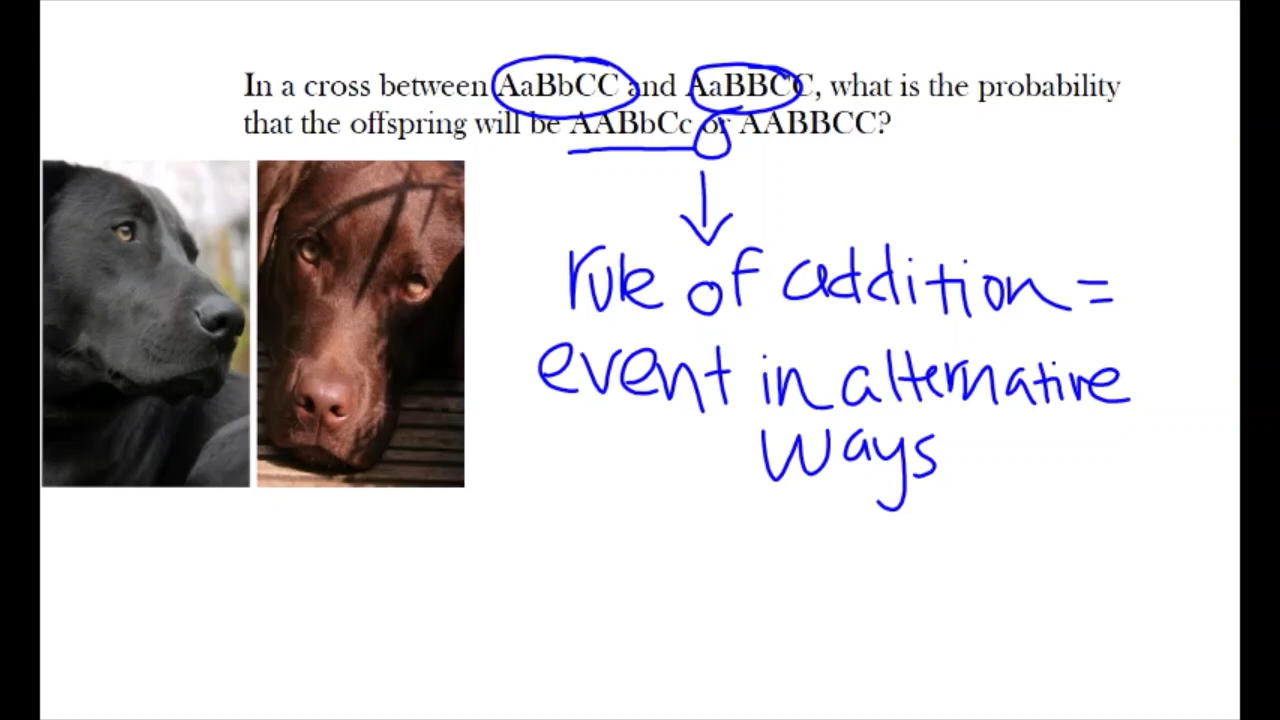 In a cross between AaBbCC and AaBBCC, what is the probability
that the offspring will be AABbCc or AABBCC?
rule of addition =
event in alternative
ways